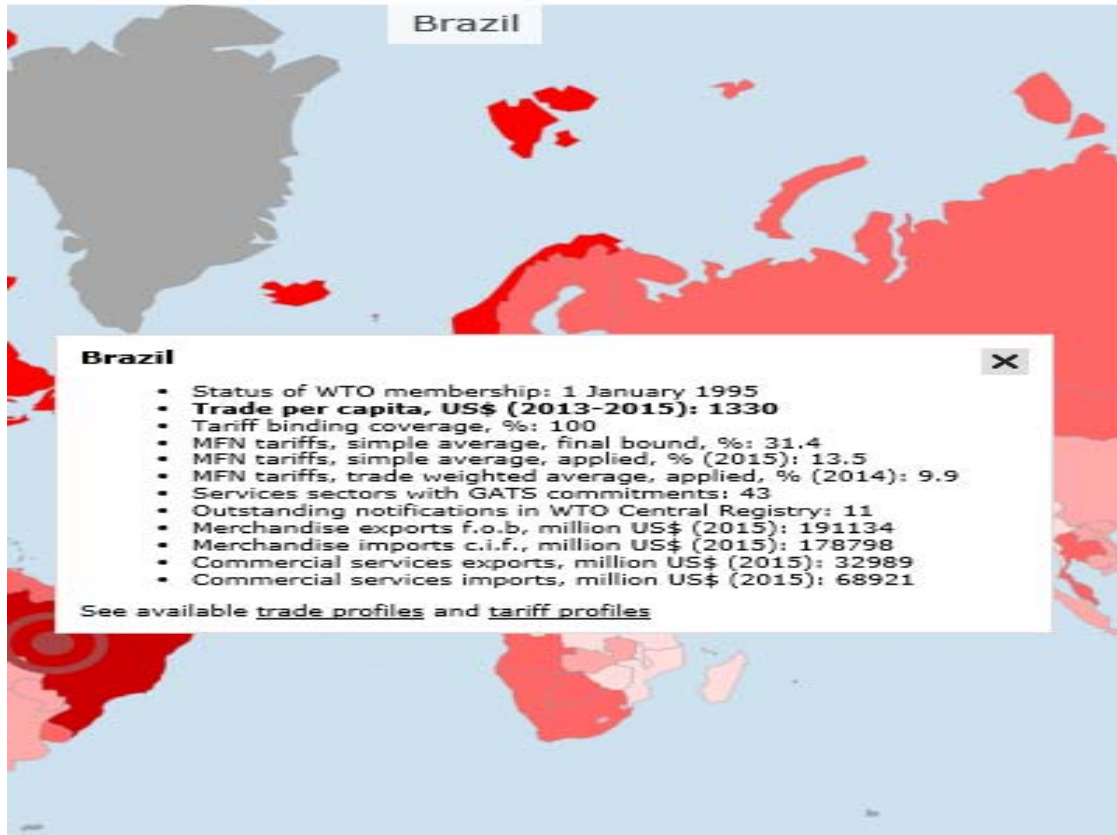 Brazil
Brazil
• Status of WTO membership: 1 January 1995
• Trade per capita, US$ (2013-2015): 1330
• Tariff binding coverage, %: 100
• MFN tariffs, simple average, final bound, %: 31.4
• MFN tariffs, simple average, applied, % (2015): 13.5
• MFN tariffs, trade weighted average, applied, % (2014): 9.9
• Services sectors with GATS commitments: 43
• Outstanding notifications in WTO Central Registry: 11
• Merchandise exports f.o.b, million US$ (2015): 191134
• Merchandise imports c.i.f., million US$ (2015): 178798
• Commercial services exports, million US$ (2015): 32989
• Commercial services imports, million US$ (2015): 68921
See available trade profiles and tariff profiles